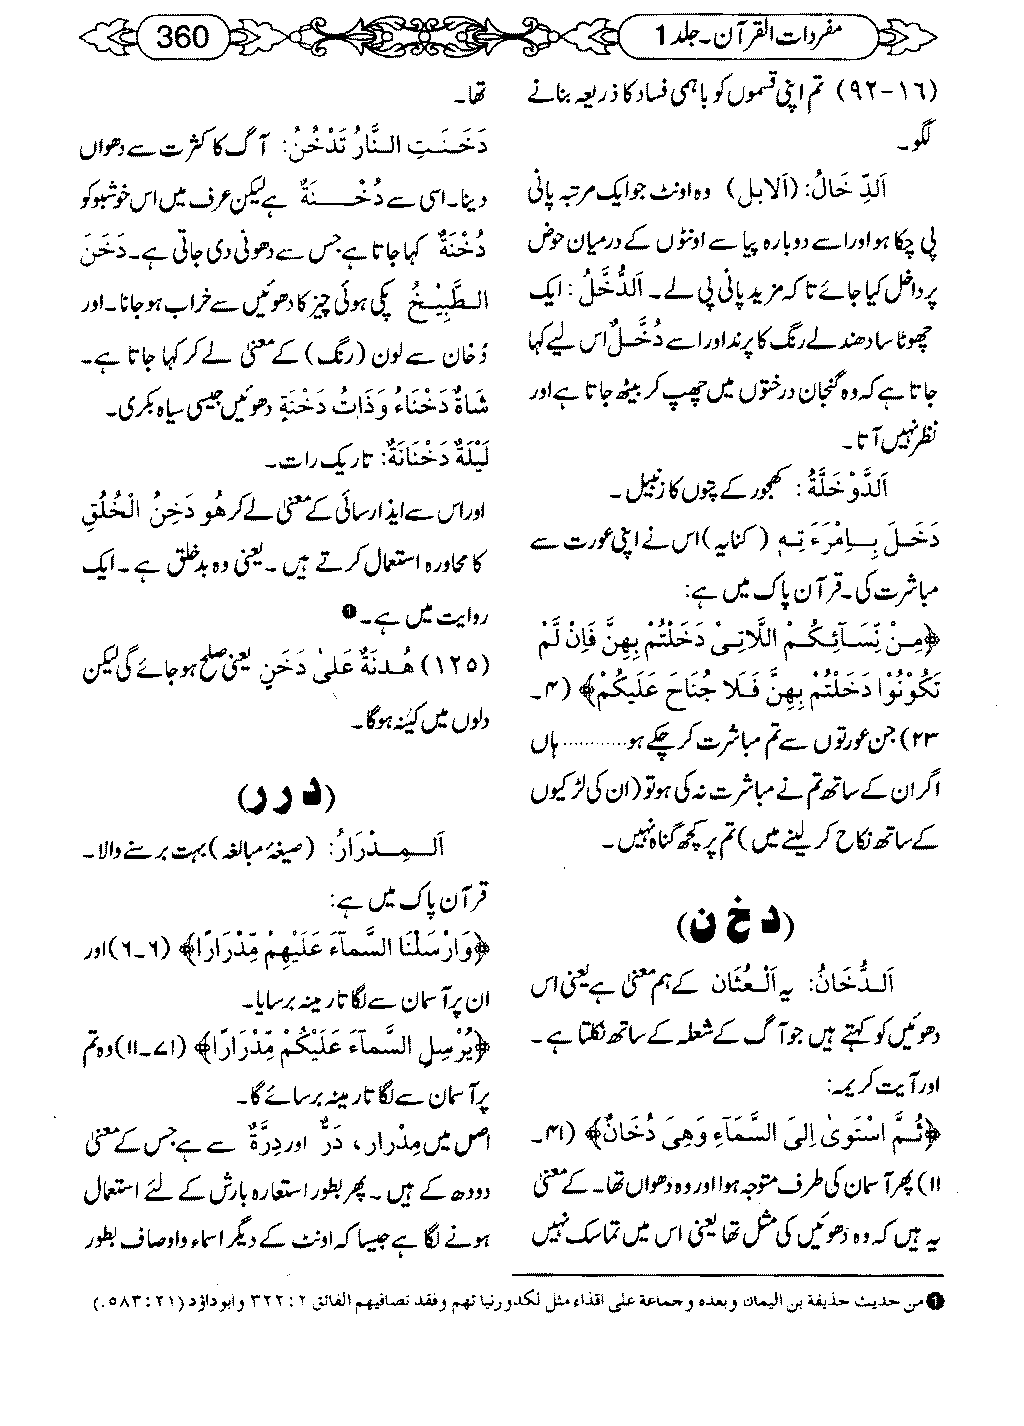 مفردات القرآن۔جلد 1
360
(۱۶-۹۲) تم اپنی قسموں کو باہمی فساد کا ذریعہ بنانے
لگو۔
اَلدِّخَالُ: (اَلابل) وہ اونٹ جو ایک مرتبہ پانی
پی چکا ہو اور اسے دوبارہ پیاسے اونٹوں کے درمیان حوض
پر داخل کیا جائے تاکہ مزید پانی پی لے۔ اَلدُّخَّلُ: ایک
چھوٹا سا دھندلے رنگ کا پرند اور اسے دُخَّلٌ اس لیے کہا
جاتا ہے کہ وہ گنجان درختوں میں چھپ کر بیٹھ جاتا ہے اور
نظر نہیں آتا۔
اَلدَّوْخَلَّةُ: کھجور کے پتوں کا زنبیل۔
دَخَلَ بِامْرَءَتِهِ (کنایہ) اس نے اپنی عورت سے
مباشرت کی۔ قرآن پاک میں ہے:
﴿مِنْ نِّسَآئِكُمْ اللَّاتِیْ دَخَلْتُمْ بِهِنَّ فَاِنْ لَّمْ
تَكُوْنُوْا دَخَلْتُمْ بِهِنَّ فَلَا جُنَاحَ عَلَيْكُمْ﴾ (۴۔
۲۳) جن عورتوں سے تم مباشرت کر چکے ہو .......... ہاں
اگر ان کے ساتھ تم نے مباشرت نہ کی ہو تو (ان کی لڑکیوں
کے ساتھ نکاح کر لینے میں) تم پر کچھ گناہ نہیں۔
(دخ ن)
اَلدُّخَانُ: یہ اَلْعُثَان کے ہم معنی ہے یعنی اس
دھوئیں کو کہتے ہیں جو آگ کے شعلہ کے ساتھ نکلتا ہے۔
اور آیت کریمہ:
﴿ثُمَّ اسْتَوىٰ اِلَى السَّمَآءِ وَهِیَ دُخَانٌ﴾ (۴۱۔
۱۱) پھر آسمان کی طرف متوجہ ہوا اور وہ دھواں تھا۔ کے معنی
یہ ہیں کہ وہ دھوئیں کی مثل تھا یعنی اس میں تماسک نہیں
تھا۔
دَخَنَتِ النَّارُ تَدْخُنُ: آگ کا کثرت سے دھواں
دینا۔ اسی سے دُخْنَةٌ ہے لیکن عرف میں اس خوشبو کو
دُخْنَةٌ کہا جاتا ہے جس سے دھونی دی جاتی ہے۔ دَخَنَ
الطَّبِيْخُ پکی ہوئی چیز کا دھوئیں سے خراب ہو جانا۔ اور
دُخان سے لون (رنگ) کے معنی لے کر کہا جاتا ہے۔
شَاةٌ دَخْنَاءُ وَذَاتُ دَخْنَةٍ دھوئیں جیسی سیاہ بکری۔
لَيْلَةٌ دَخْنَانَةٌ: تاریک رات۔
اور اس سے ایذا رسائی کے معنی لے کر هُوَ دَخِنُ الْخُلُقِ
کا محاورہ استعمال کرتے ہیں۔ یعنی وہ بدخلق ہے۔ ایک
روایت میں ہے۔❶
(۱۲۵) هُدْنَةٌ عَلىٰ دَخَنٍ یعنی صلح ہو جائے گی لیکن
دلوں میں کینہ ہوگا۔
(درر)
اَلْمِدْرَارُ: (صیغۂ مبالغہ) بہت برسنے والا۔
قرآن پاک میں ہے:
﴿وَاَرْسَلْنَا السَّمَآءَ عَلَيْهِمْ مِّدْرَارًا﴾ (۶۔۶) اور
ان پر آسمان سے لگاتار مینہ برسایا۔
﴿يُرْسِلِ السَّمَآءَ عَلَيْكُمْ مِّدْرَارًا﴾ (۷۱۔۱۱) وہ تم
پر آسمان سے لگاتار مینہ برسائے گا۔
اصل میں مِدْرار، دَرٌّ اور دِرَّةٌ سے ہے جس کے معنی
دودھ کے ہیں۔ پھر بطور استعارہ بارش کے لئے استعمال
ہونے لگا ہے جیسا کہ اونٹ کے دیگر اسماء و اوصاف بطور
❶ من حديث حذيفة بن اليمان و بعده و جماعة على اقذاء مثل لكدورنيا تهم وفقد تصافيهم الفائق ۲: ۳۲۲ و ابو داؤد (۲۱: ۵۸۳.)